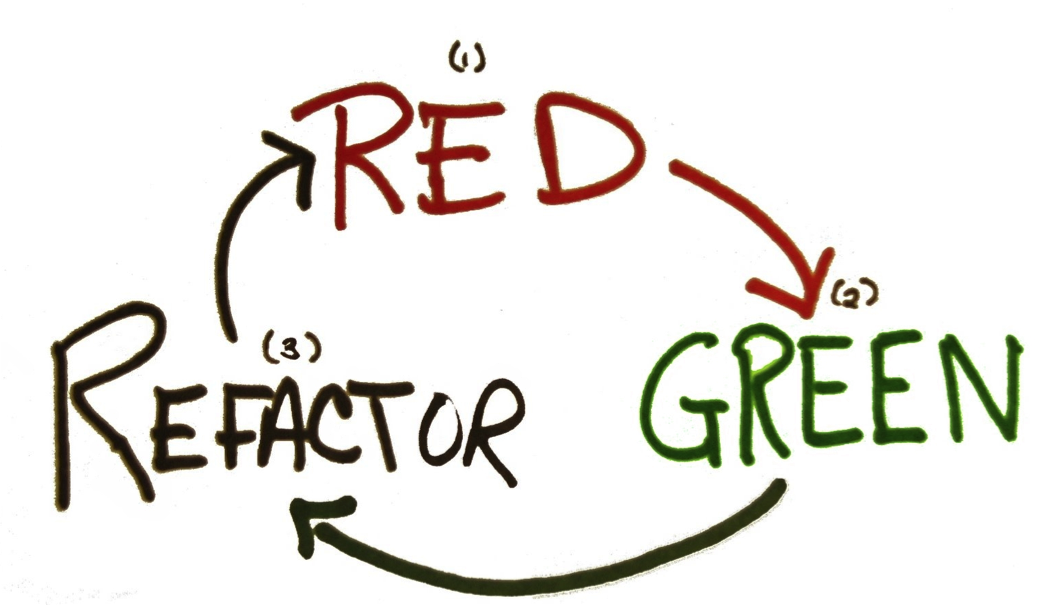 (1)
RED
(2)
GREEN
(3)
REFACTOR